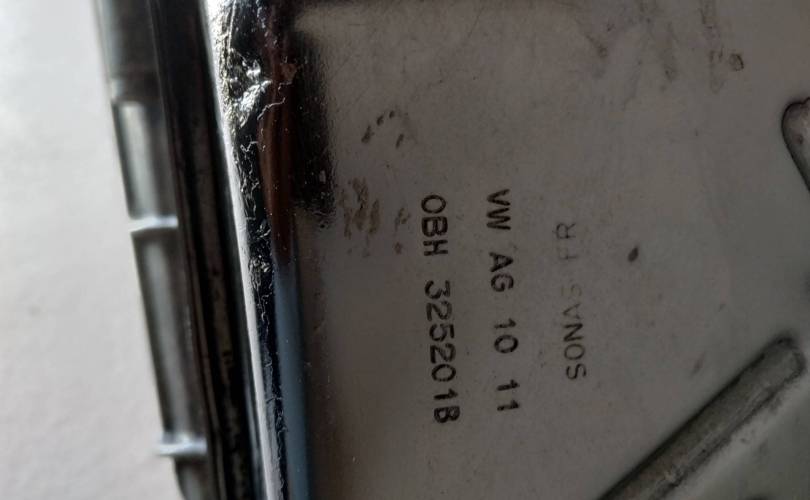 SONAS FR
VW AG 10 11
0BH 325201B